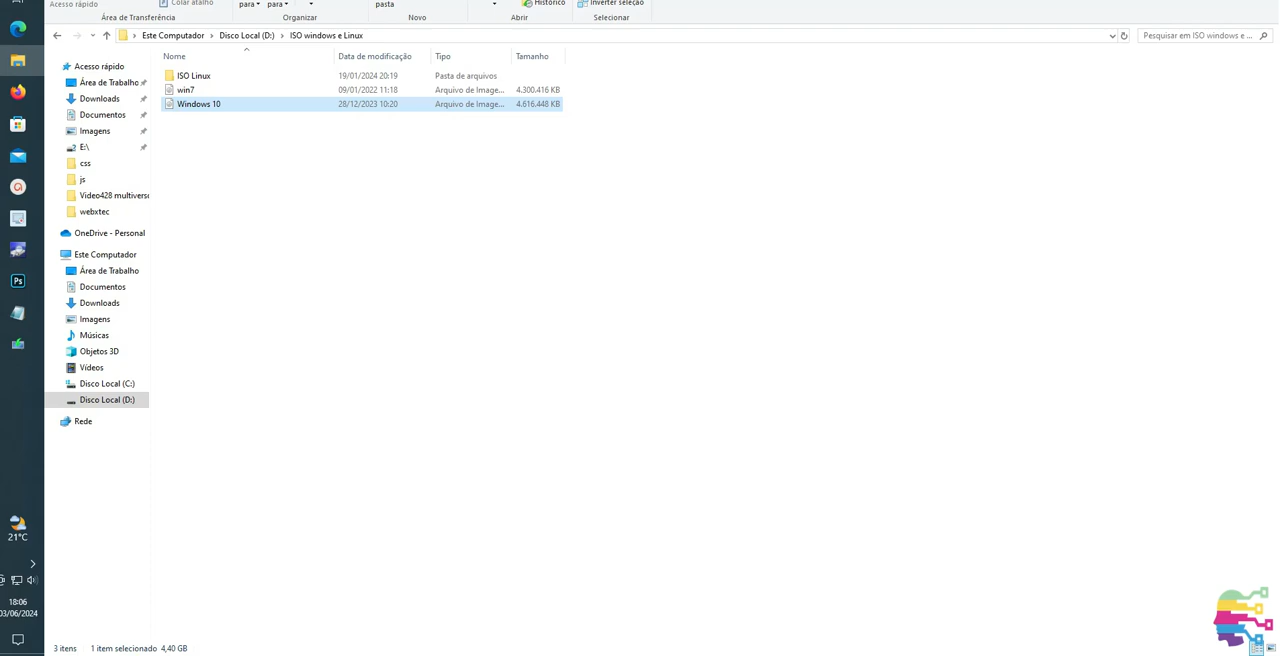 Acesso rápido
Colar atalho
para
para
pasta
Histórico
Inverter seleção
Área de Transferência
Organizar
Novo
Abrir
Selecionar
Este Computador
Disco Local (D:)
ISO windows e Linux
Pesquisar em ISO windows e ...
Nome
Data de modificação
Tipo
Tamanho
ISO Linux
19/01/2024 20:19
Pasta de arquivos
win7
09/01/2022 11:18
Arquivo de Image...
4.300.416 KB
Windows 10
28/12/2023 10:20
Arquivo de Image...
4.616.448 KB
Acesso rápido
Área de Trabalho
Downloads
Documentos
Imagens
E:\
css
js
Video428 multivers
webxtec
OneDrive - Personal
Este Computador
Área de Trabalho
Documentos
Downloads
Imagens
Músicas
Objetos 3D
Vídeos
Disco Local (C:)
Disco Local (D:)
Rede
Ps
21°C
18:06
03/06/2024
3 itens
1 item selecionado 4,40 GB